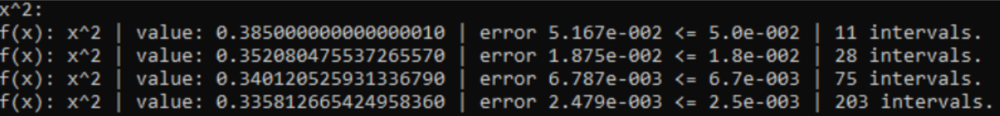 x^2:
f(x): x^2 | value: 0.385000000000000010 | error 5.167e-002 <= 5.0e-002 | 11 intervals.
f(x): x^2 | value: 0.352080475537265570 | error 1.875e-002 <= 1.8e-002 | 28 intervals.
f(x): x^2 | value: 0.340120525931336790 | error 6.787e-003 <= 6.7e-003 | 75 intervals.
f(x): x^2 | value: 0.335812665424958360 | error 2.479e-003 <= 2.5e-003 | 203 intervals.